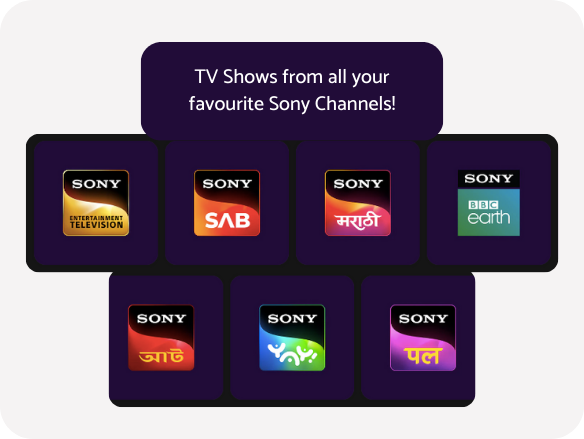 TV Shows from all your
favourite Sony Channels!
SONY
ENTERTAINMENT
TELEVISION
SONY
SAB
SONY
मराठी
SONY
BBC
earth
SONY
আট
SONY
YAY!
SONY
पल